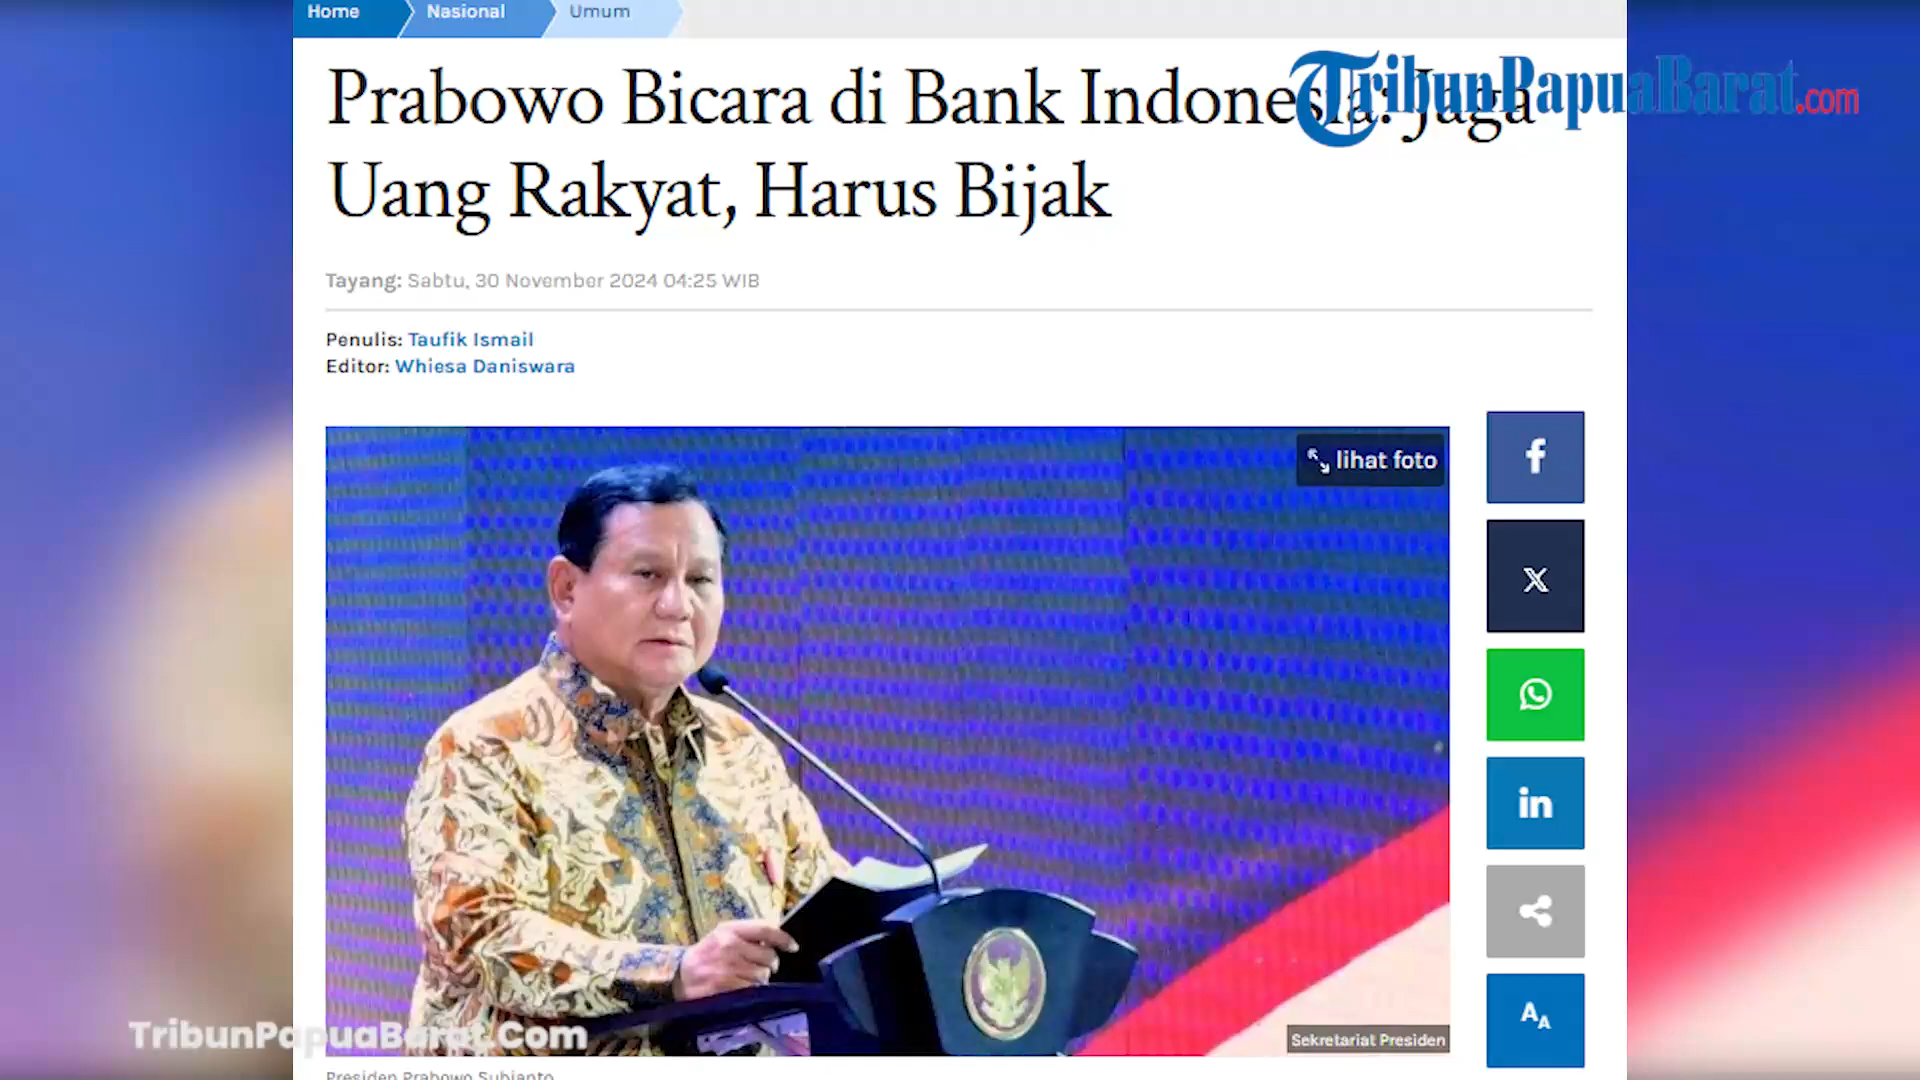 Home Nasional Umum
TribunPapuaBarat.com
Prabowo Bicara di Bank Indonesia: Jaga
Uang Rakyat, Harus Bijak
Tayang: Sabtu, 30 November 2024 04:25 WIB
Penulis: Taufik Ismail
Editor: Whiesa Daniswara
lihat foto
Sekretariat Presiden
TribunPapuaBarat.Com
Presiden Prabowo Subianto